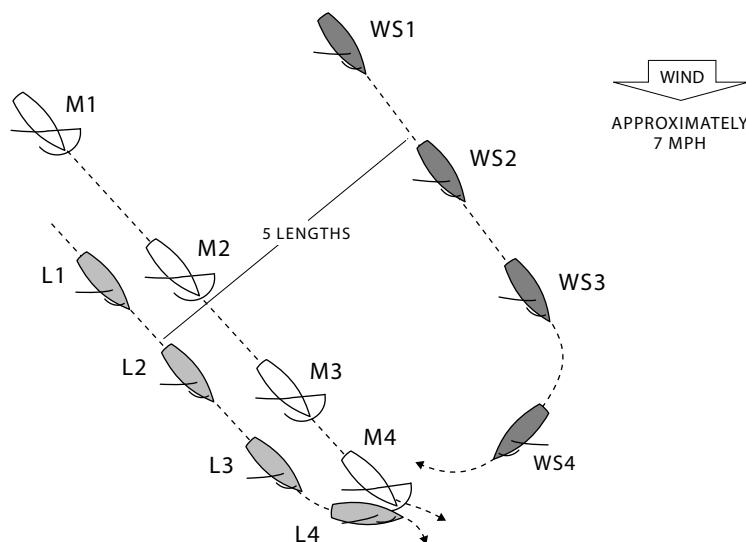 WS1
M1
WIND
APPROXIMATELY
7 MPH
WS2
5 LENGTHS
M2
L1
WS3
L2
M3
M4
L3
WS4
L4